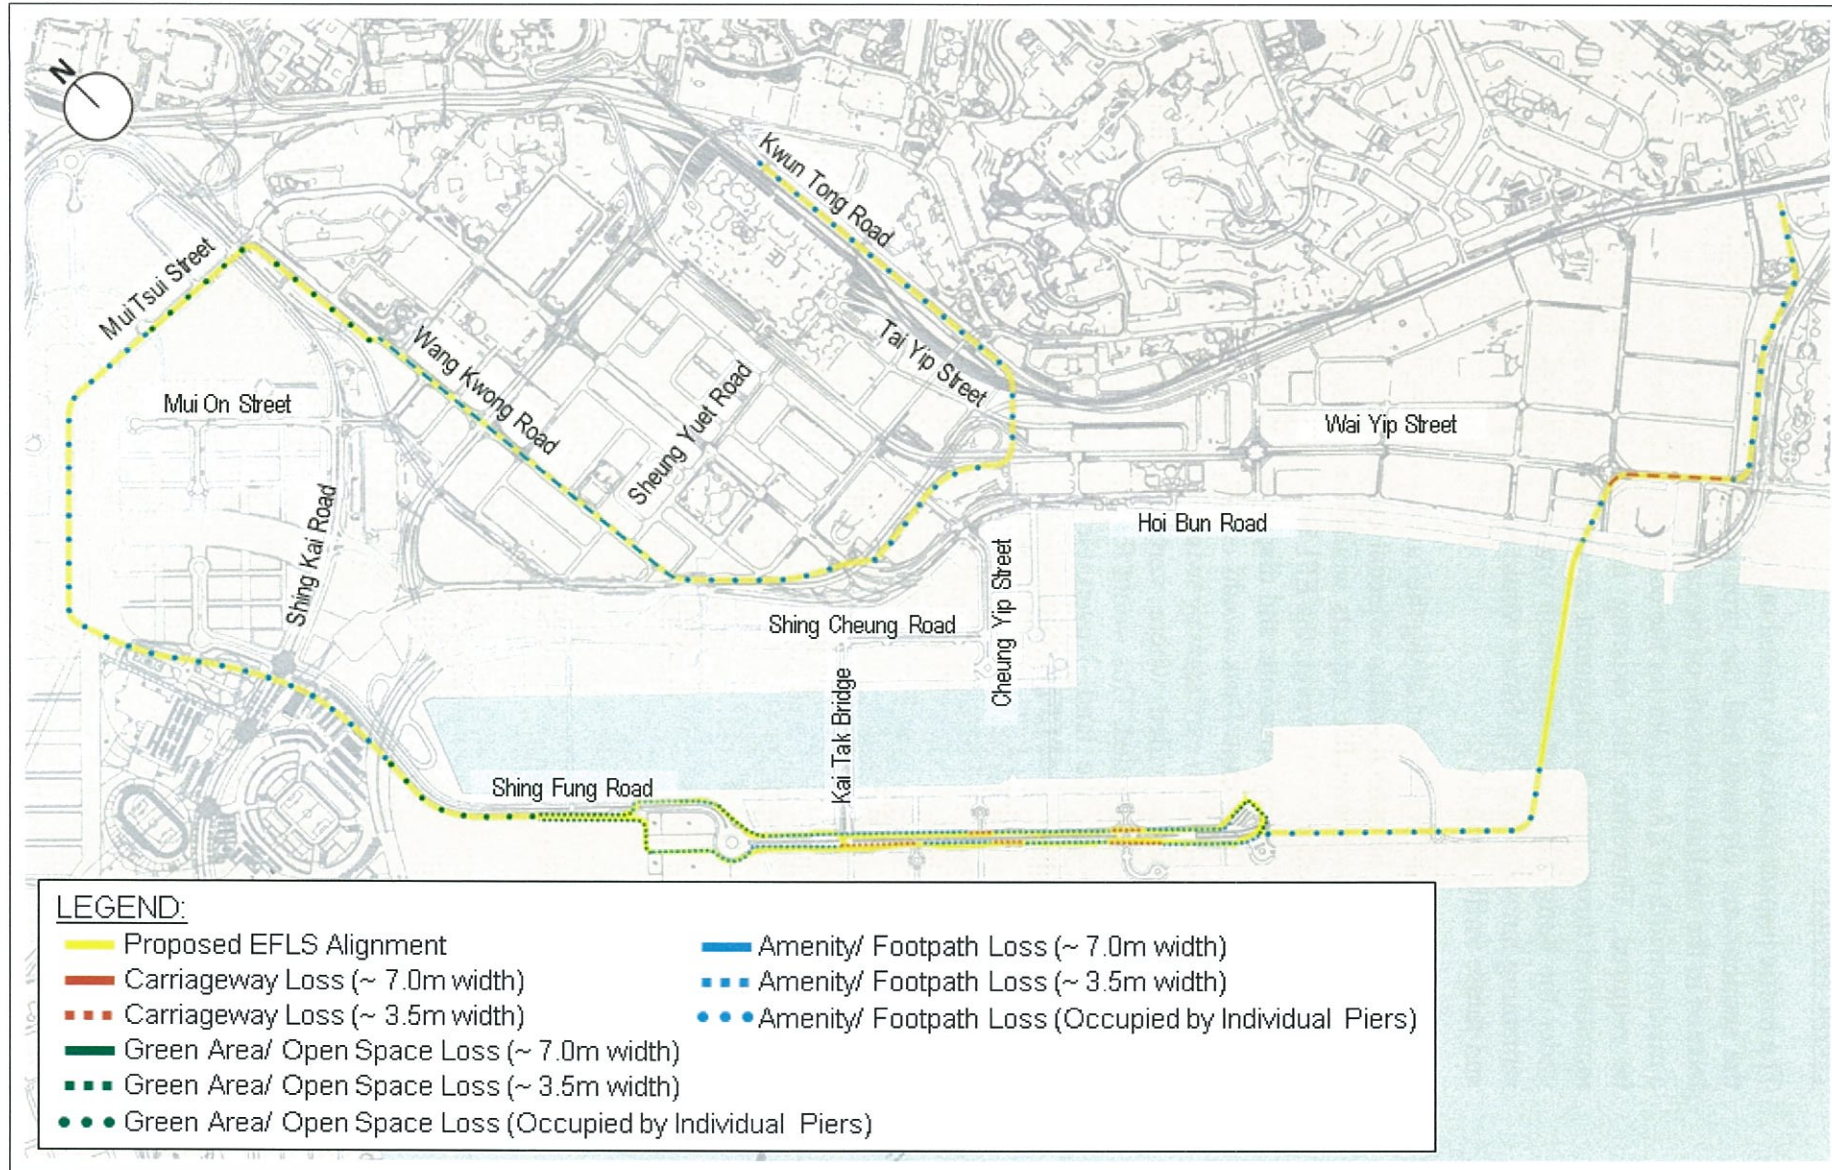 N
Kwun Tong Road
Mui Tsui Street
Tai Yip Street
Wang Kwong Road
Mui On Street
Sheung Yuet Road
Wai Yip Street
Shing Kai Road
Hoi Bun Road
Cheung Yip Street
Shing Cheung Road
Kai Tak Bridge
Shing Fung Road
LEGEND:
Proposed EFLS Alignment
Carriageway Loss (~ 7.0m width)
Carriageway Loss (~ 3.5m width)
Green Area/ Open Space Loss (~ 7.0m width)
Green Area/ Open Space Loss (~ 3.5m width)
Green Area/ Open Space Loss (Occupied by Individual Piers)
Amenity/ Footpath Loss (~ 7.0m width)
Amenity/ Footpath Loss (~ 3.5m width)
Amenity/ Footpath Loss (Occupied by Individual Piers)